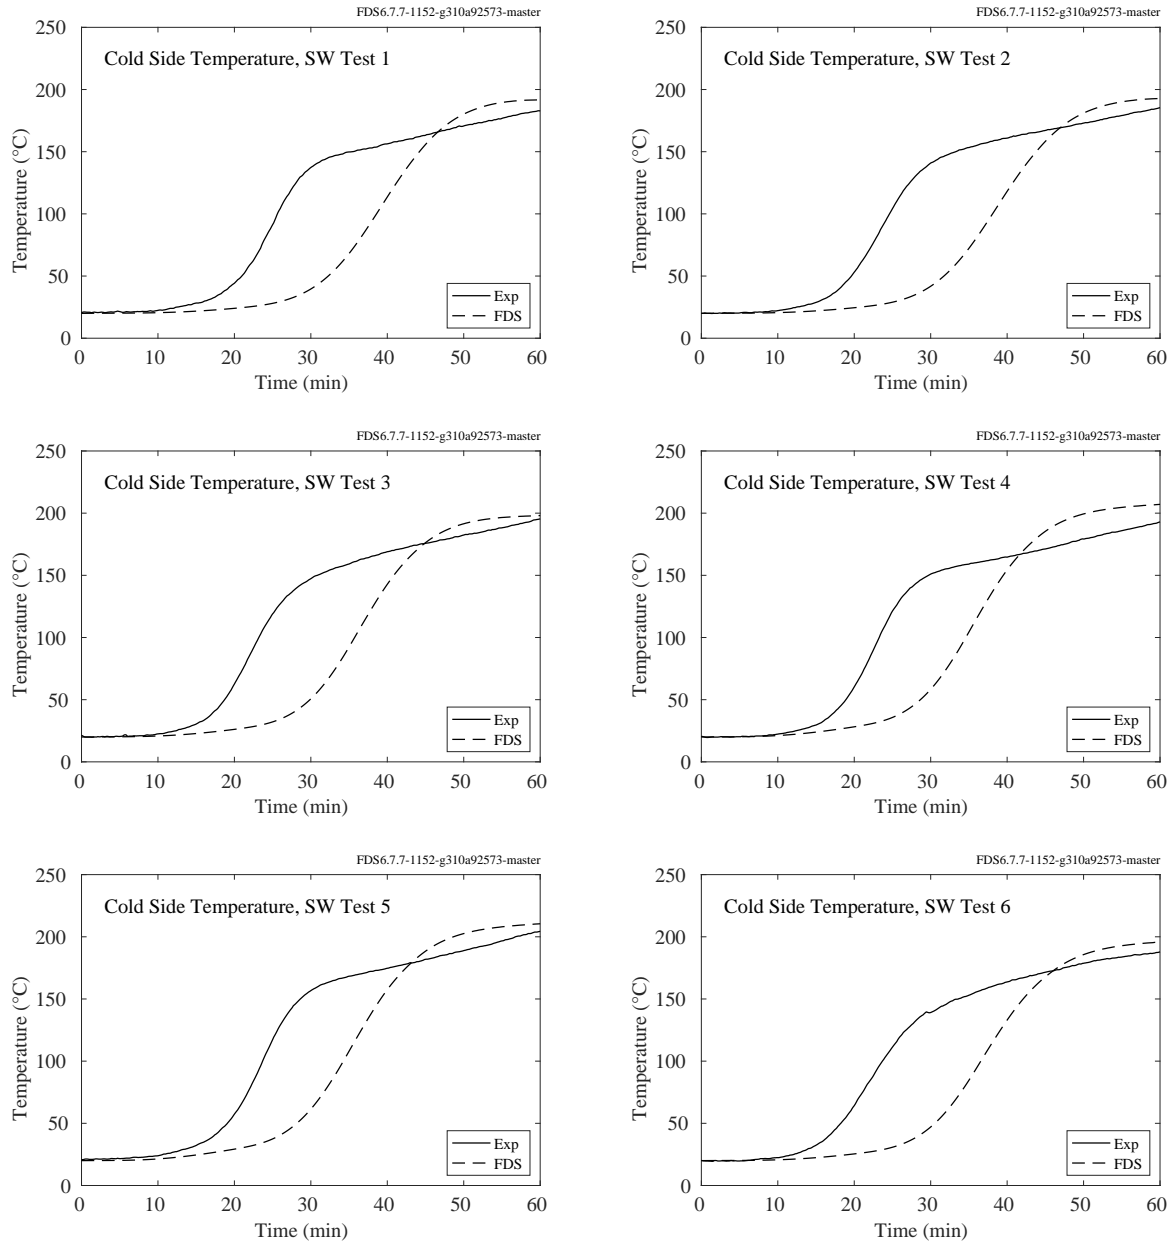 FDS6.7.7-1152-g310a92573-master
Cold Side Temperature, SW Test 1
Temperature (°C)
250
200
150
100
50
0
Exp
FDS
0 10 20 30 40 50 60
Time (min)
FDS6.7.7-1152-g310a92573-master
Cold Side Temperature, SW Test 2
Temperature (°C)
250
200
150
100
50
0
Exp
FDS
0 10 20 30 40 50 60
Time (min)
FDS6.7.7-1152-g310a92573-master
Cold Side Temperature, SW Test 3
Temperature (°C)
250
200
150
100
50
0
Exp
FDS
0 10 20 30 40 50 60
Time (min)
FDS6.7.7-1152-g310a92573-master
Cold Side Temperature, SW Test 4
Temperature (°C)
250
200
150
100
50
0
Exp
FDS
0 10 20 30 40 50 60
Time (min)
FDS6.7.7-1152-g310a92573-master
Cold Side Temperature, SW Test 5
Temperature (°C)
250
200
150
100
50
0
Exp
FDS
0 10 20 30 40 50 60
Time (min)
FDS6.7.7-1152-g310a92573-master
Cold Side Temperature, SW Test 6
Temperature (°C)
250
200
150
100
50
0
Exp
FDS
0 10 20 30 40 50 60
Time (min)